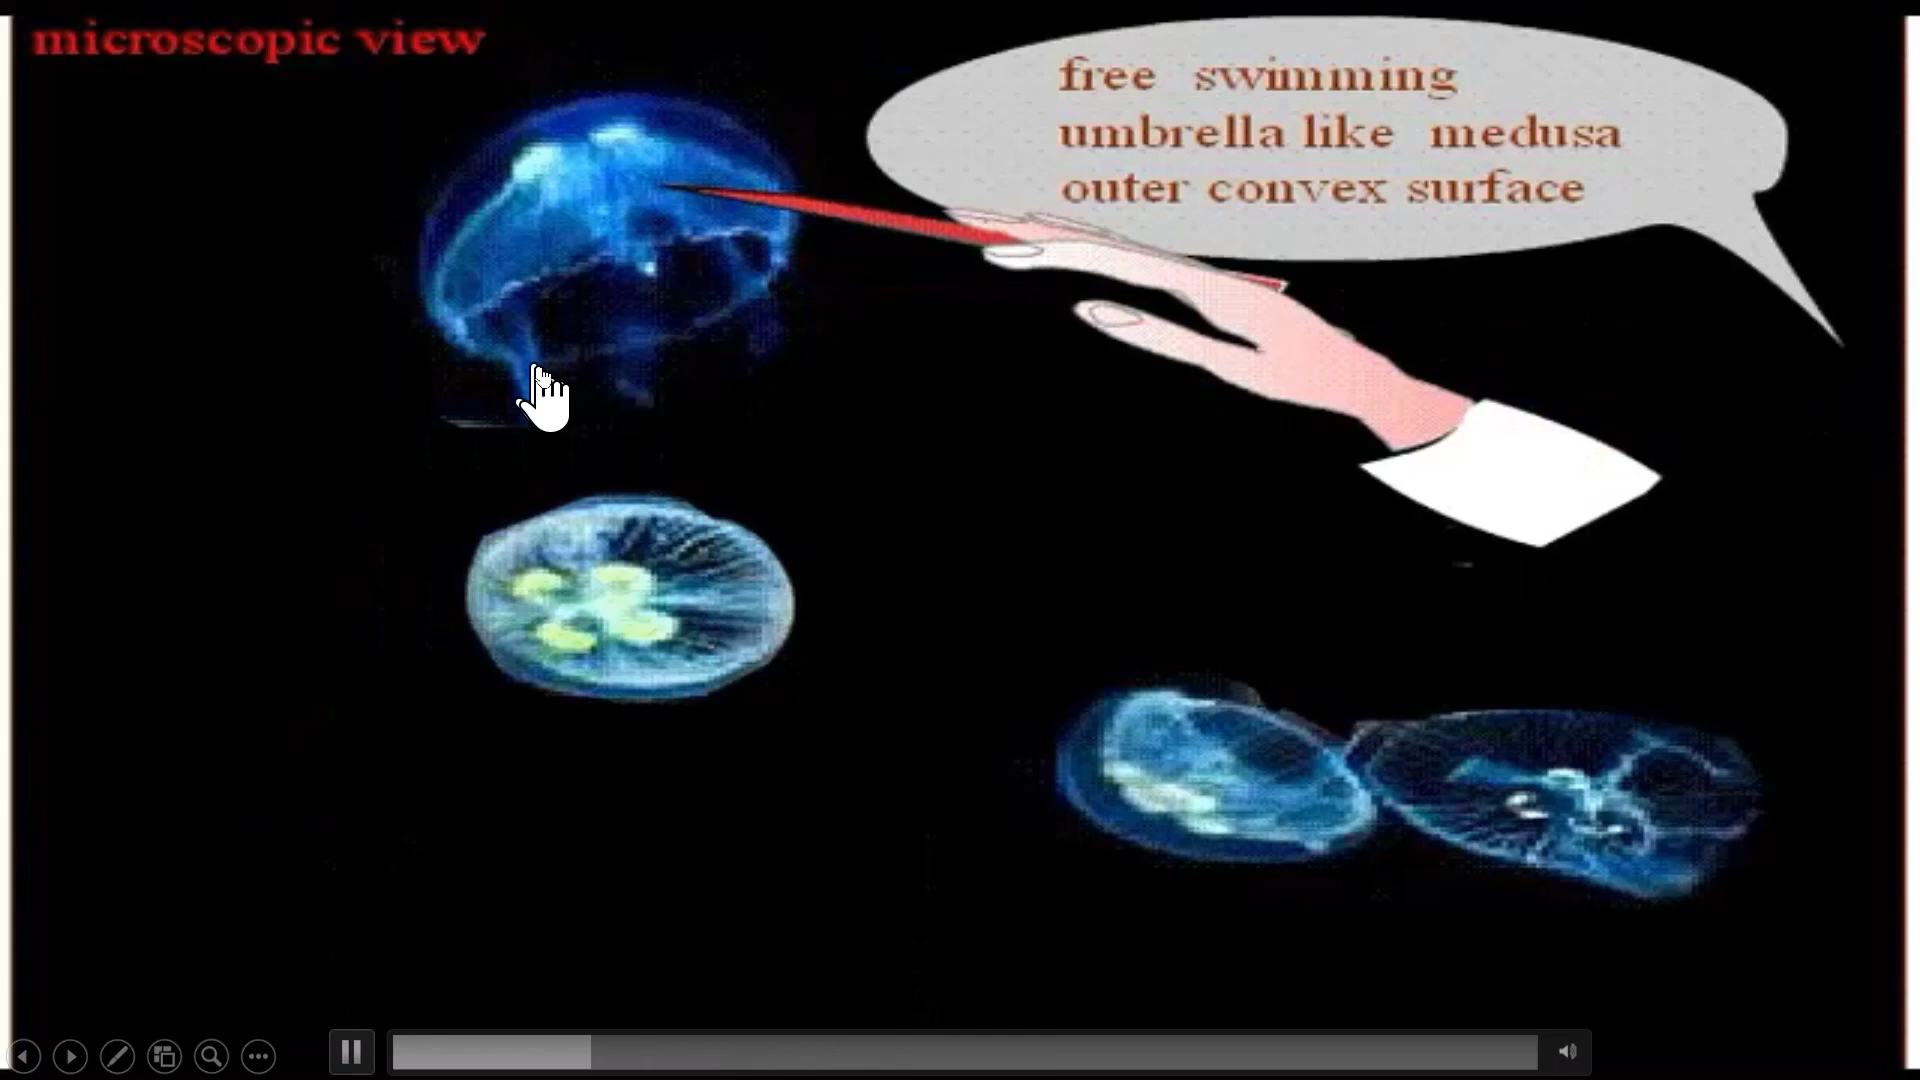 microscopic view
free swimming
umbrella like medusa
outer convex surface